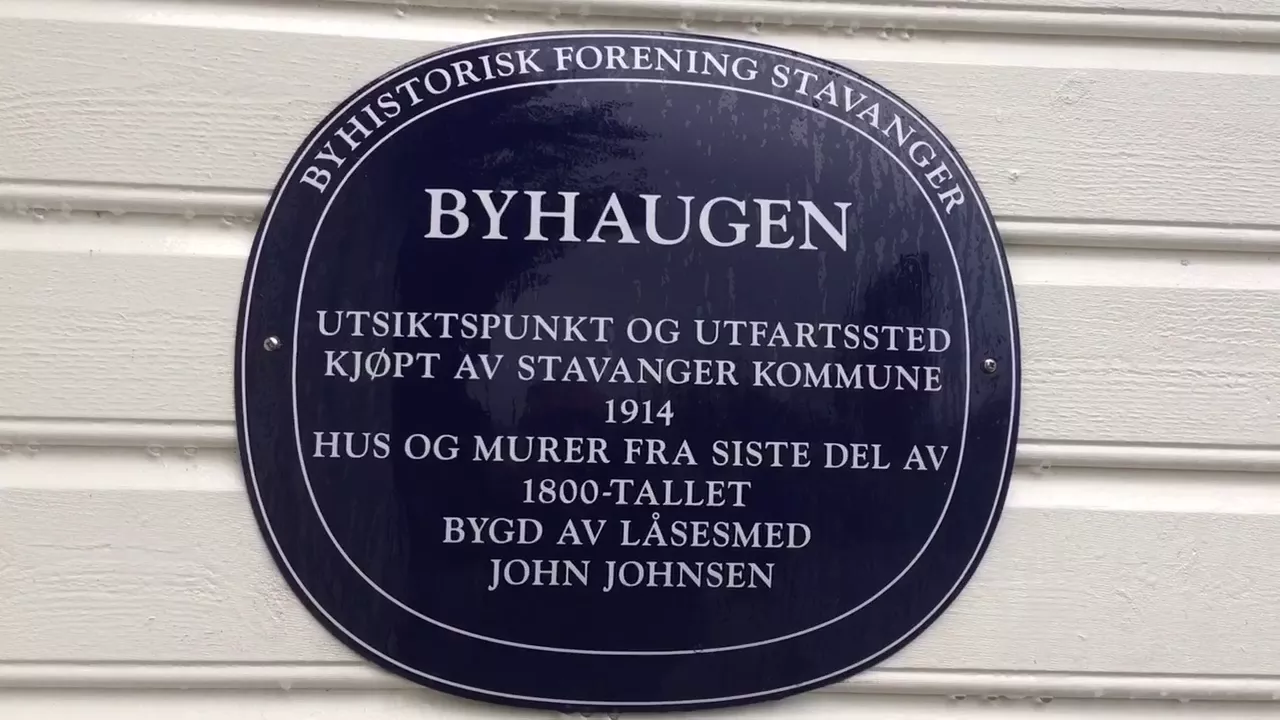 BYHISTORISK FORENING STAVANGER
BYHAUGEN
UTSIKTSPUNKT OG UTFARTSSTED
KJØPT AV STAVANGER KOMMUNE
1914
HUS OG MURER FRA SISTE DEL AV
1800-TALLET
BYGD AV LÅSESMED
JOHN JOHNSEN